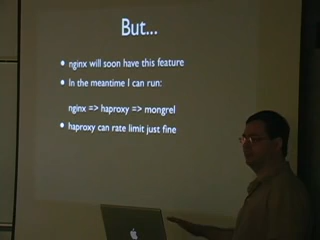 But...
• nginx will soon have this feature
• In the meantime I can run:
nginx => haproxy => mongrel
• haproxy can rate limit just fine